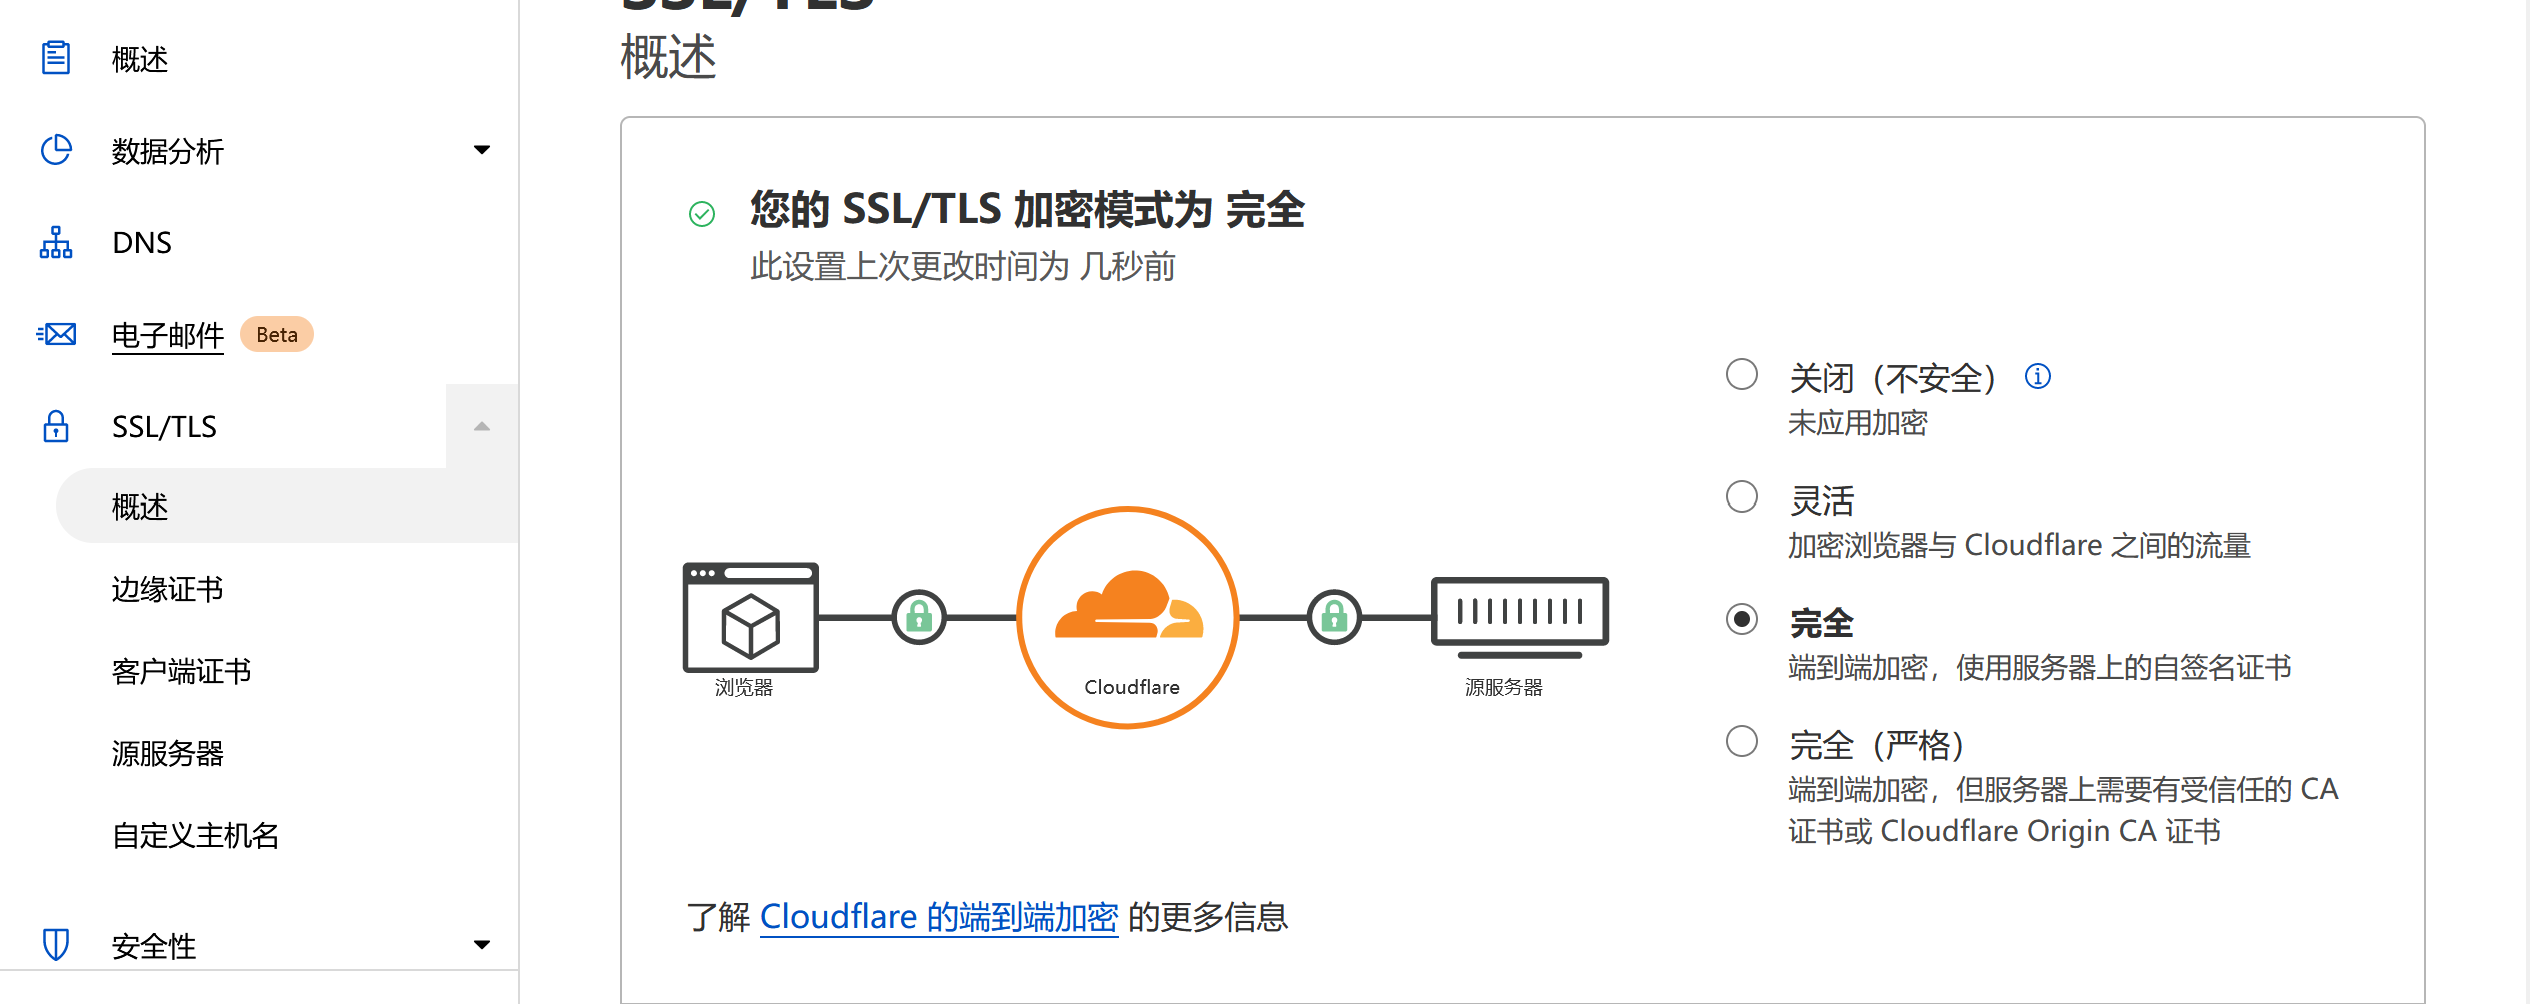 SSL/TLS
概述
概述
数据分析
DNS
电子邮件 Beta
SSL/TLS
概述
边缘证书
客户端证书
源服务器
自定义主机名
安全性
您的 SSL/TLS 加密模式为 完全
此设置上次更改时间为 几秒前
浏览器
Cloudflare
源服务器
关闭（不安全）
未应用加密
灵活
加密浏览器与 Cloudflare 之间的流量
完全
端到端加密，使用服务器上的自签名证书
完全（严格）
端到端加密，但服务器上需要有受信任的 CA
证书或 Cloudflare Origin CA 证书
了解 Cloudflare 的端到端加密 的更多信息